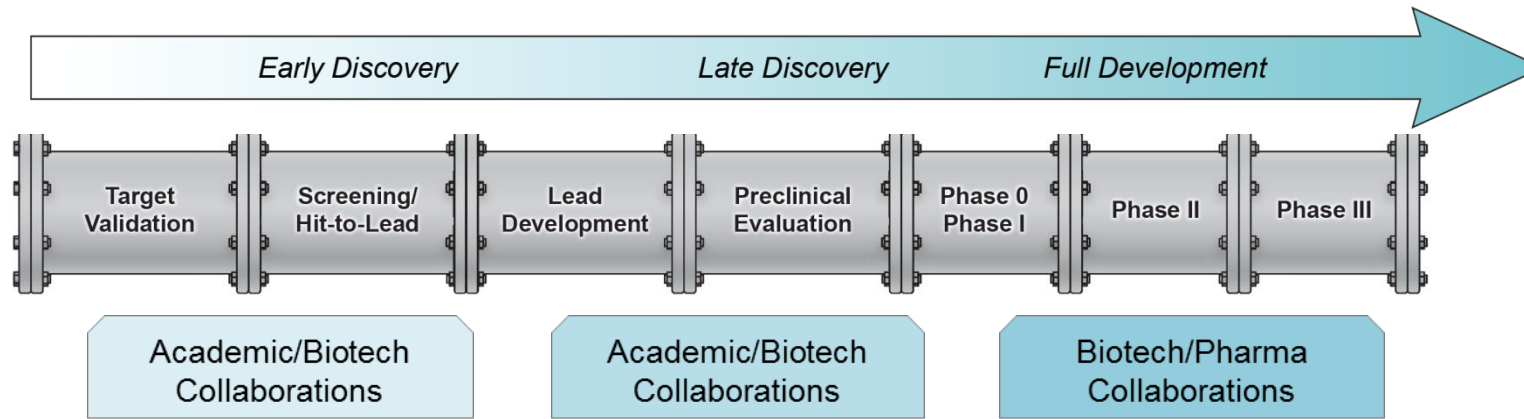 Early Discovery
Late Discovery
Full Development
Target
Validation
Screening/
Hit-to-Lead
Lead
Development
Preclinical
Evaluation
Phase 0
Phase I
Phase II
Phase III
Academic/Biotech
Collaborations
Academic/Biotech
Collaborations
Biotech/Pharma
Collaborations